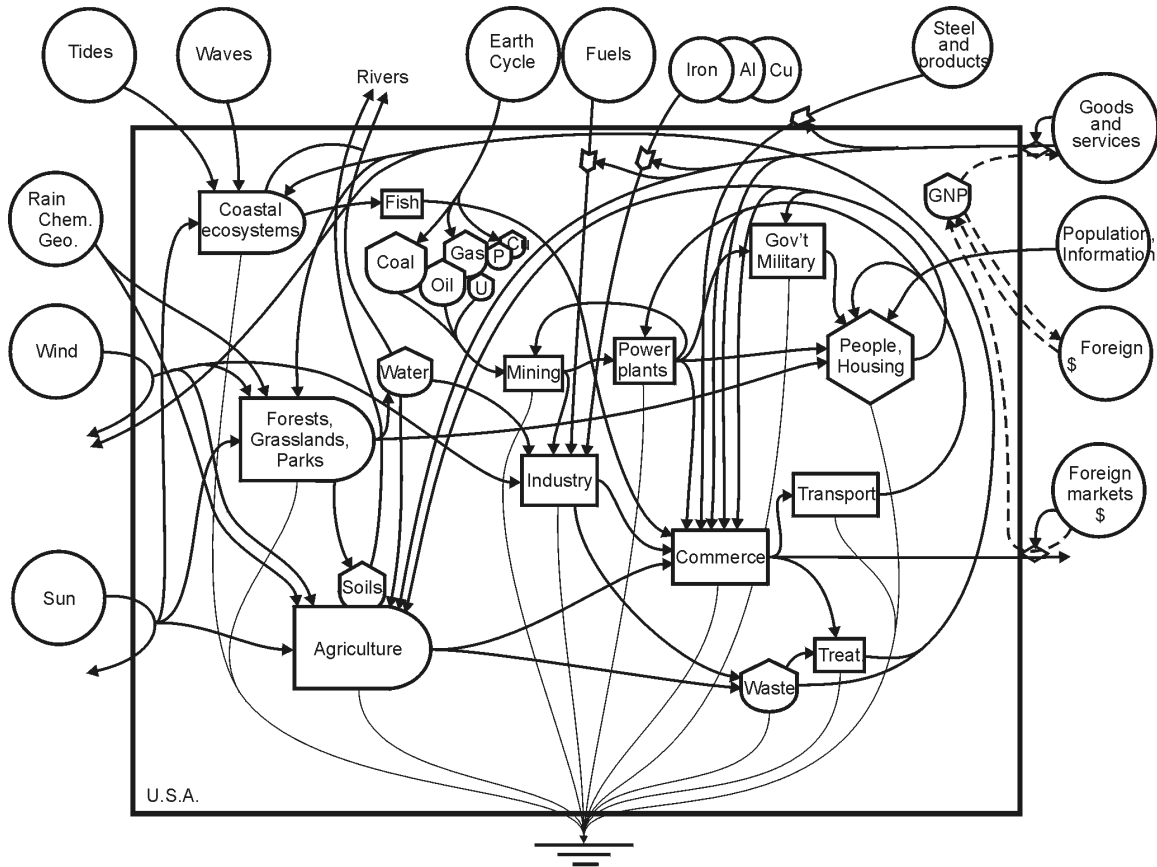 Tides
Waves
Rivers
Earth
Cycle
Fuels
Iron
Al
Cu
Steel
and
products
Goods
and
services
Rain
Chem.
Geo.
Coastal
ecosystems
Fish
GNP
Population,
Information
Coal
Gas
Oil
P
Cu
U
Gov't
Military
Wind
Water
Mining
Power
plants
People,
Housing
Foreign
$
Forests,
Grasslands,
Parks
Industry
Transport
Foreign
markets
$
Commerce
Sun
Soils
Agriculture
Treat
Waste
U.S.A.